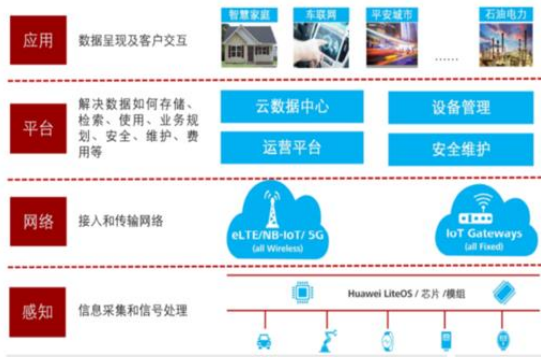 智慧家庭
车联网
平安城市
石油电力
应用
数据呈现及客户交互
……
平台
解决数据如何存储、
检索、使用、业务规
划、安全、维护、费
用等
云数据中心
设备管理
运营平台
安全维护
网络
接入和传输网络
eLTE/NB-IoT/ 5G
(all Wireless)
IoT Gateways
(all Fixed)
感知
信息采集和信号处理
Huawei LiteOS / 芯片 /模组